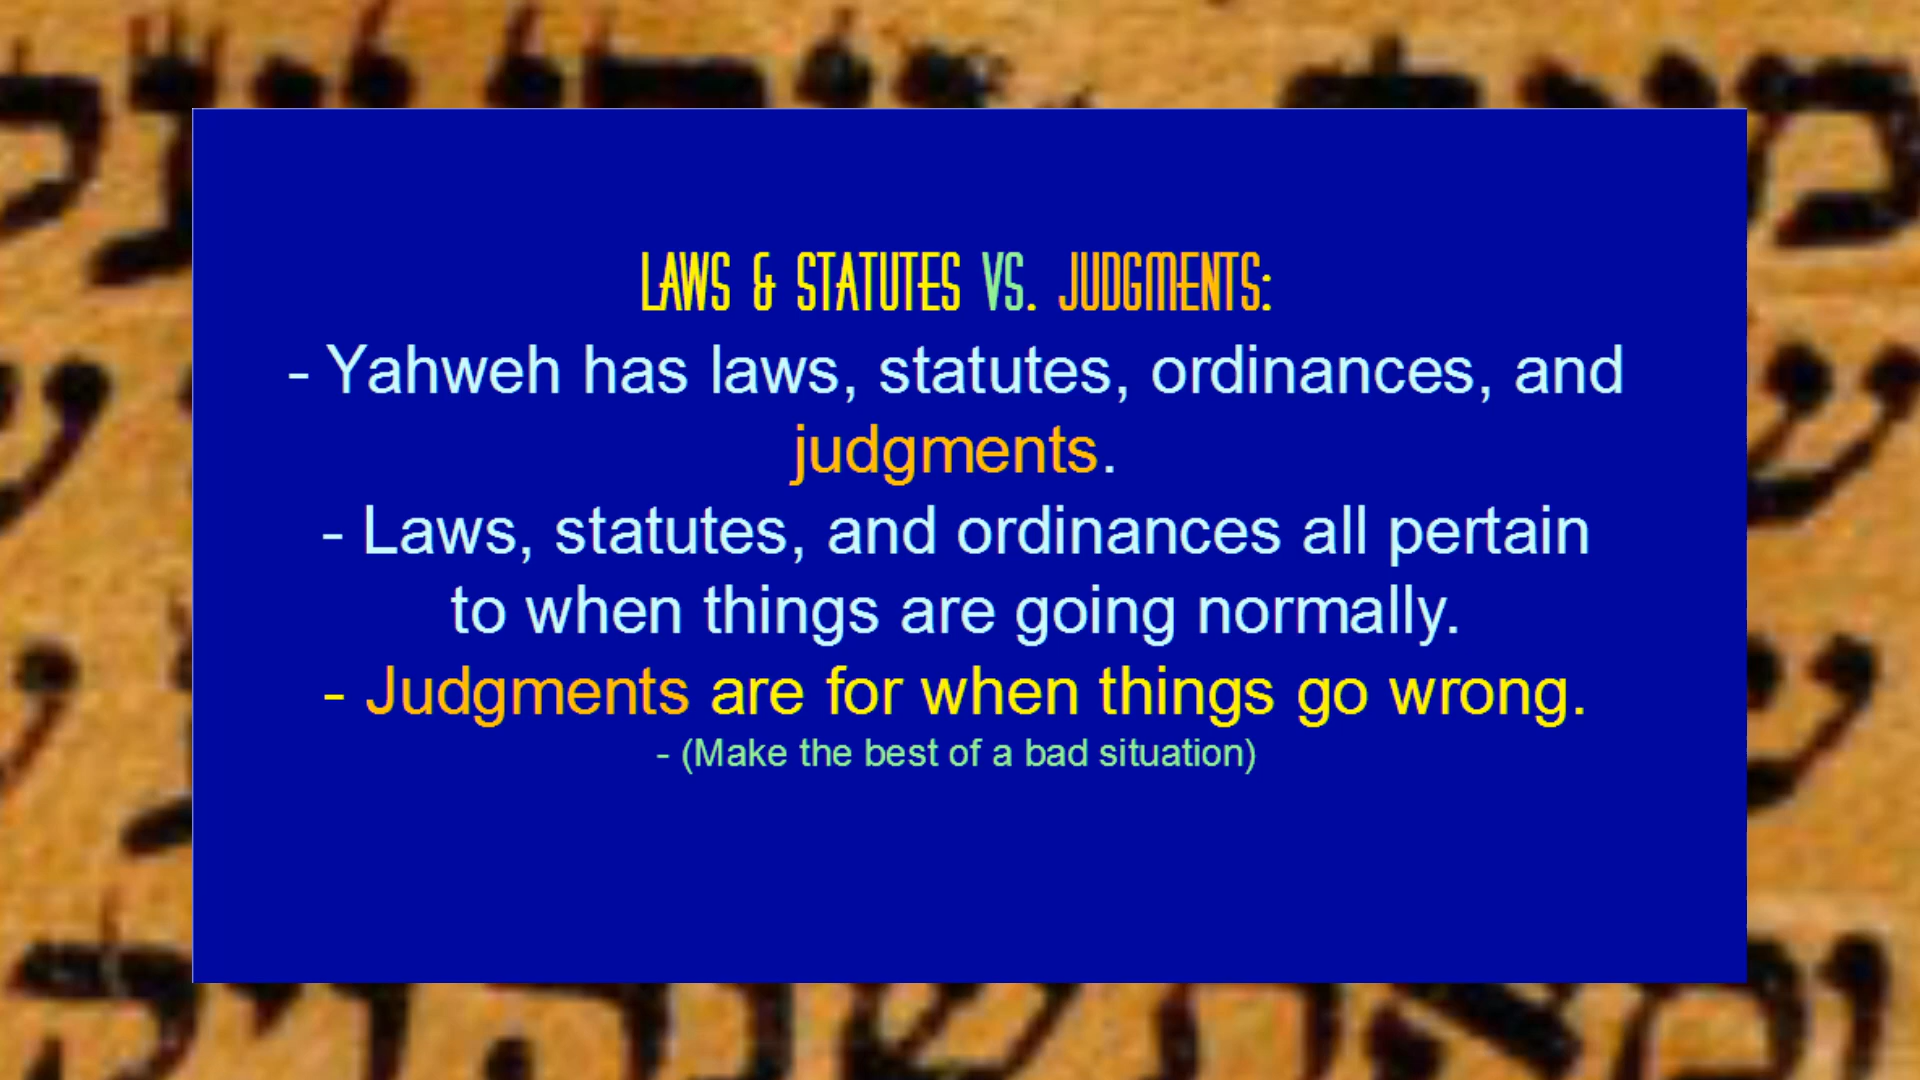 LAWS & STATUTES VS. JUDGMENTS:
- Yahweh has laws, statutes, ordinances, and
judgments.
- Laws, statutes, and ordinances all pertain
to when things are going normally.
- Judgments are for when things go wrong.
- (Make the best of a bad situation)